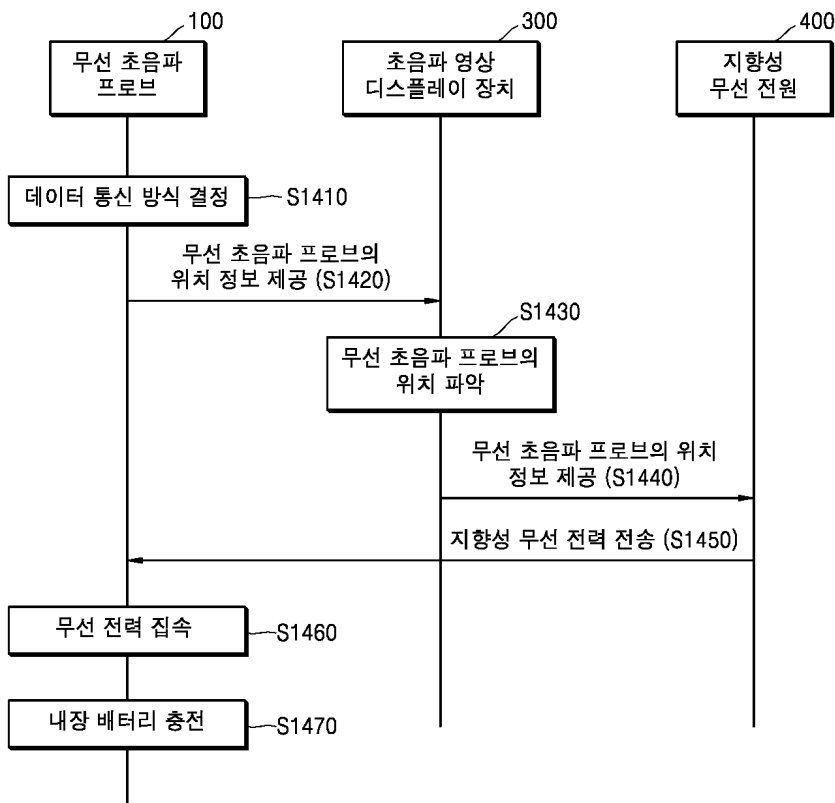 100
무선 초음파
프로브
300
초음파 영상
디스플레이 장치
400
지향성
무선 전원
데이터 통신 방식 결정
S1410
무선 초음파 프로브의
위치 정보 제공 (S1420)
S1430
무선 초음파 프로브의
위치 파악
무선 초음파 프로브의 위치
정보 제공 (S1440)
지향성 무선 전력 전송 (S1450)
무선 전력 집속
S1460
내장 배터리 충전
S1470